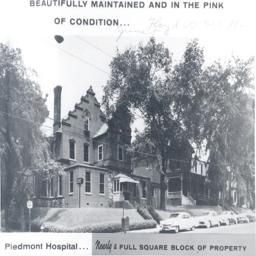 BEAUTIFULLY MAINTAINED AND IN THE PINK
OF CONDITION...
Piedmont Hospital... Nearly a FULL SQUARE BLOCK OF PROPERTY